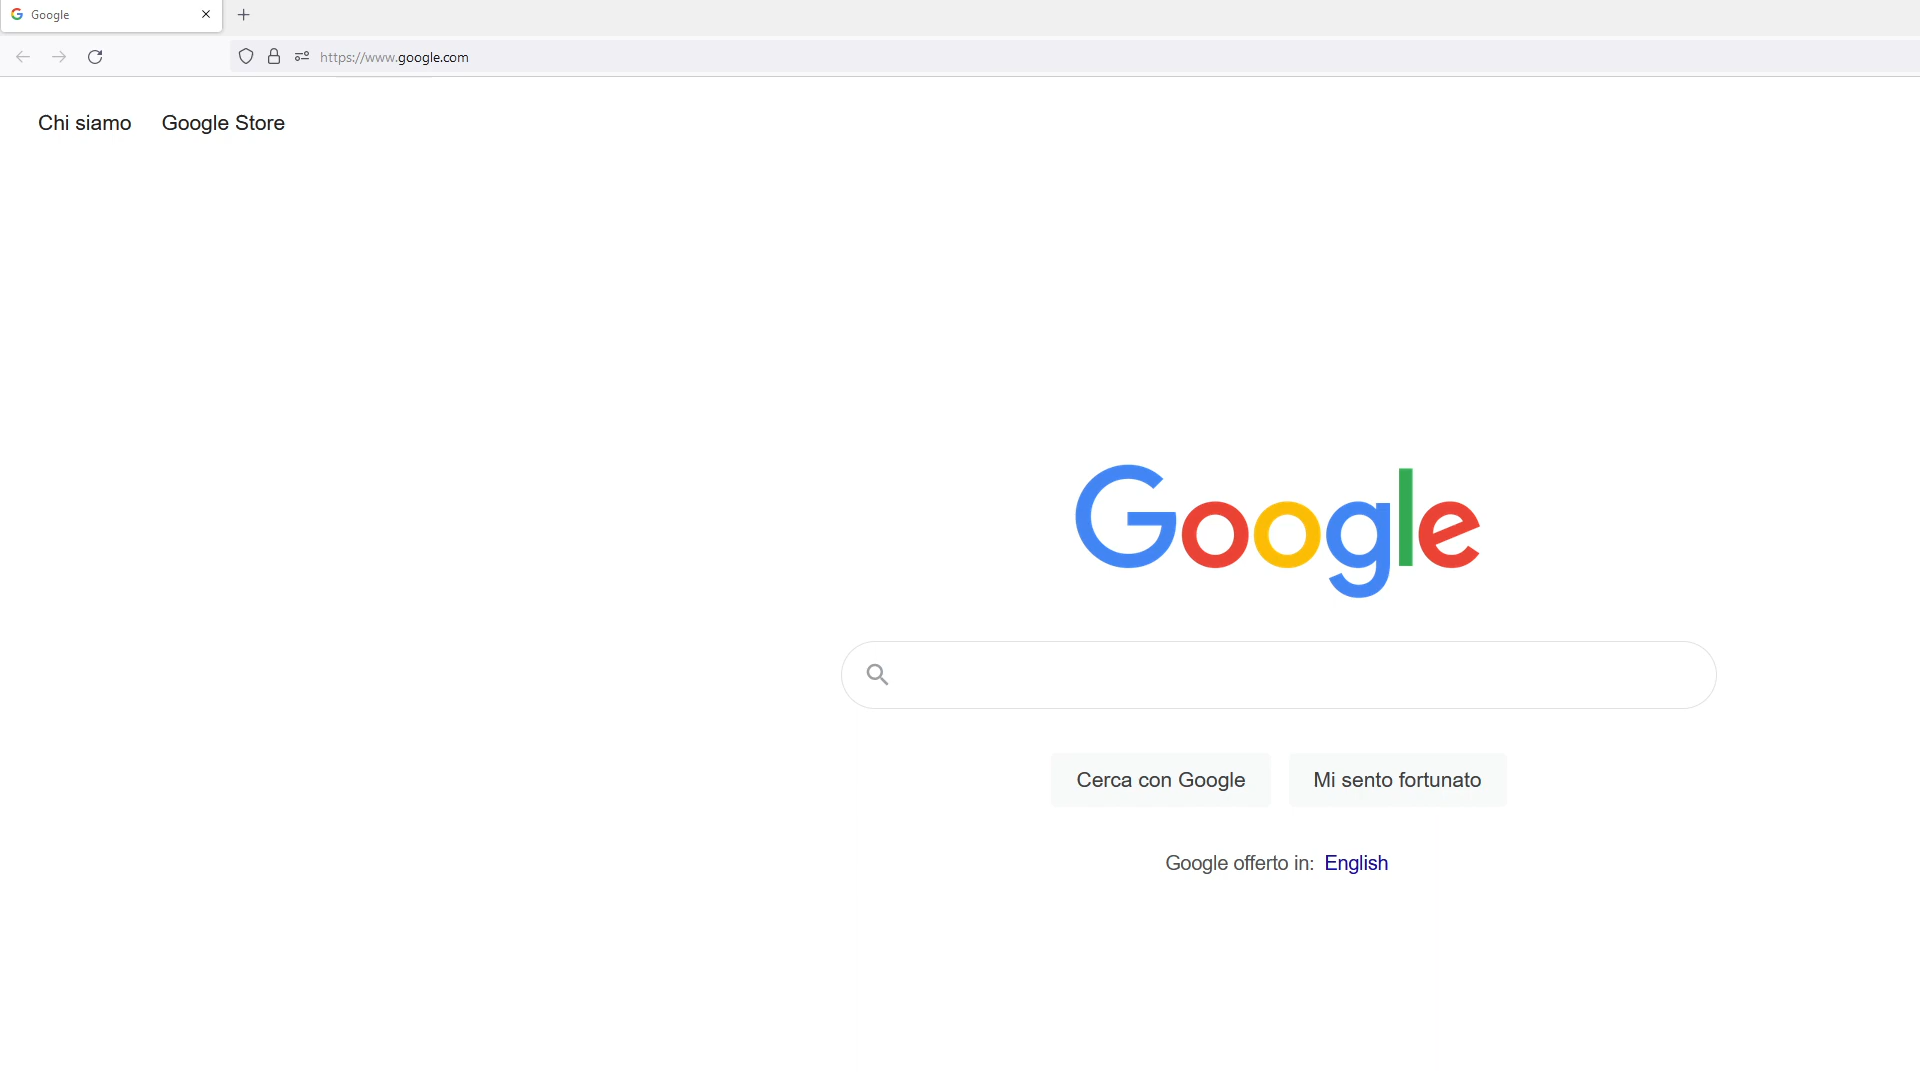 Google
https://www.google.com
Chi siamo Google Store
Google
Cerca con Google Mi sento fortunato
Google offerto in: English